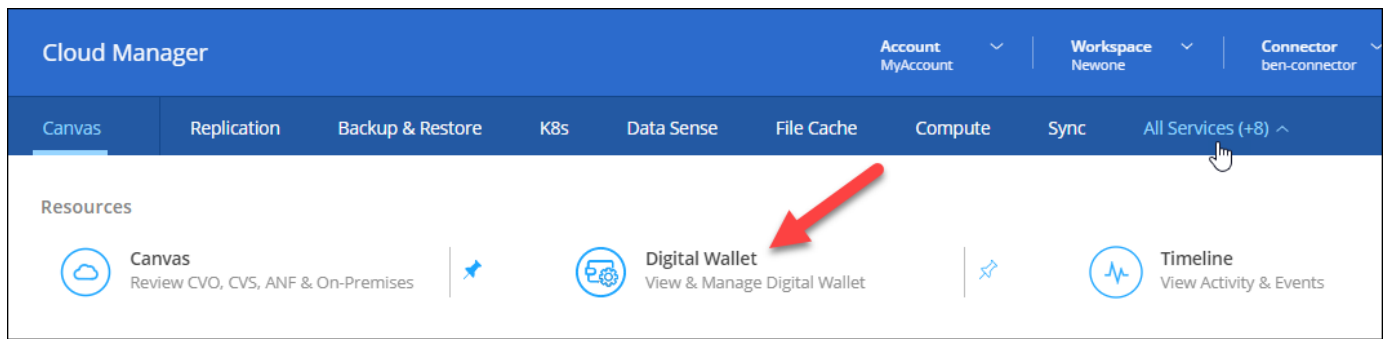 Cloud Manager
Account
MyAccount
Workspace
Newone
Connector
ben-connector
Canvas Replication Backup & Restore K8s Data Sense File Cache Compute Sync All Services (+8)
Resources
Canvas
Review CVO, CVS, ANF & On-Premises
Digital Wallet
View & Manage Digital Wallet
Timeline
View Activity & Events